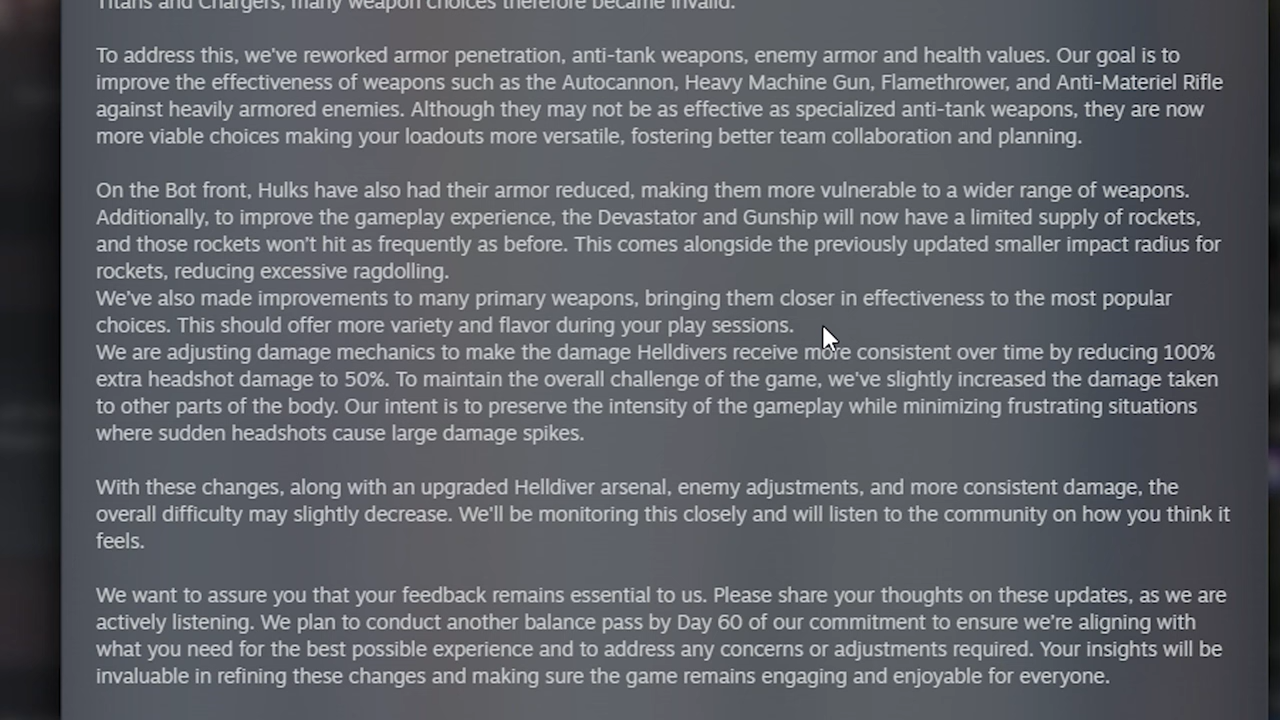 Titans and Chargers, many weapon choices therefore became invalid.
To address this, we've reworked armor penetration, anti-tank weapons, enemy armor and health values. Our goal is to
improve the effectiveness of weapons such as the Autocannon, Heavy Machine Gun, Flamethrower, and Anti-Materiel Rifle
against heavily armored enemies. Although they may not be as effective as specialized anti-tank weapons, they are now
more viable choices making your loadouts more versatile, fostering better team collaboration and planning.
On the Bot front, Hulks have also had their armor reduced, making them more vulnerable to a wider range of weapons.
Additionally, to improve the gameplay experience, the Devastator and Gunship will now have a limited supply of rockets,
and those rockets won't hit as frequently as before. This comes alongside the previously updated smaller impact radius for
rockets, reducing excessive ragdolling.
We've also made improvements to many primary weapons, bringing them closer in effectiveness to the most popular
choices. This should offer more variety and flavor during your play sessions.
We are adjusting damage mechanics to make the damage Helldivers receive more consistent over time by reducing 100%
extra headshot damage to 50%. To maintain the overall challenge of the game, we've slightly increased the damage taken
to other parts of the body. Our intent is to preserve the intensity of the gameplay while minimizing frustrating situations
where sudden headshots cause large damage spikes.
With these changes, along with an upgraded Helldiver arsenal, enemy adjustments, and more consistent damage, the
overall difficulty may slightly decrease. We'll be monitoring this closely and will listen to the community on how you think it
feels.
We want to assure you that your feedback remains essential to us. Please share your thoughts on these updates, as we are
actively listening. We plan to conduct another balance pass by Day 60 of our commitment to ensure we're aligning with
what you need for the best possible experience and to address any concerns or adjustments required. Your insights will be
invaluable in refining these changes and making sure the game remains engaging and enjoyable for everyone.